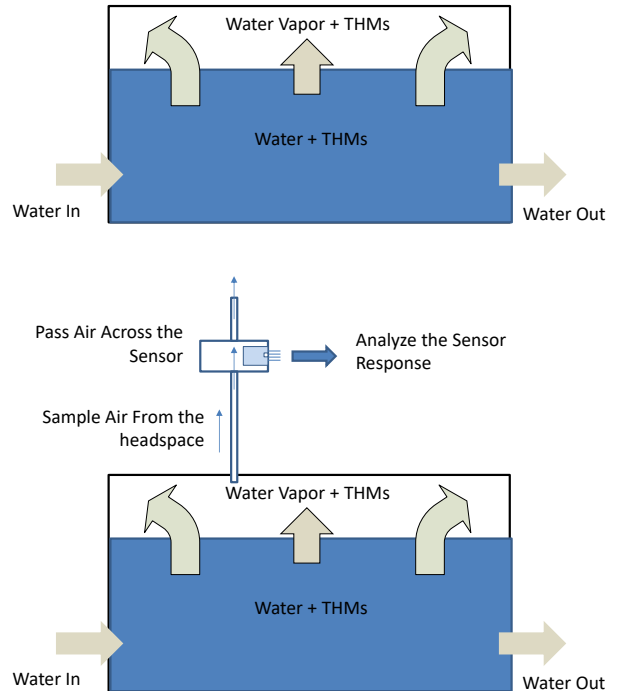 Water Vapor + THMs
Water + THMs
Water In
Water Out
Pass Air Across the
Sensor
Analyze the Sensor
Response
Sample Air From the
headspace
Water Vapor + THMs
Water + THMs
Water In
Water Out